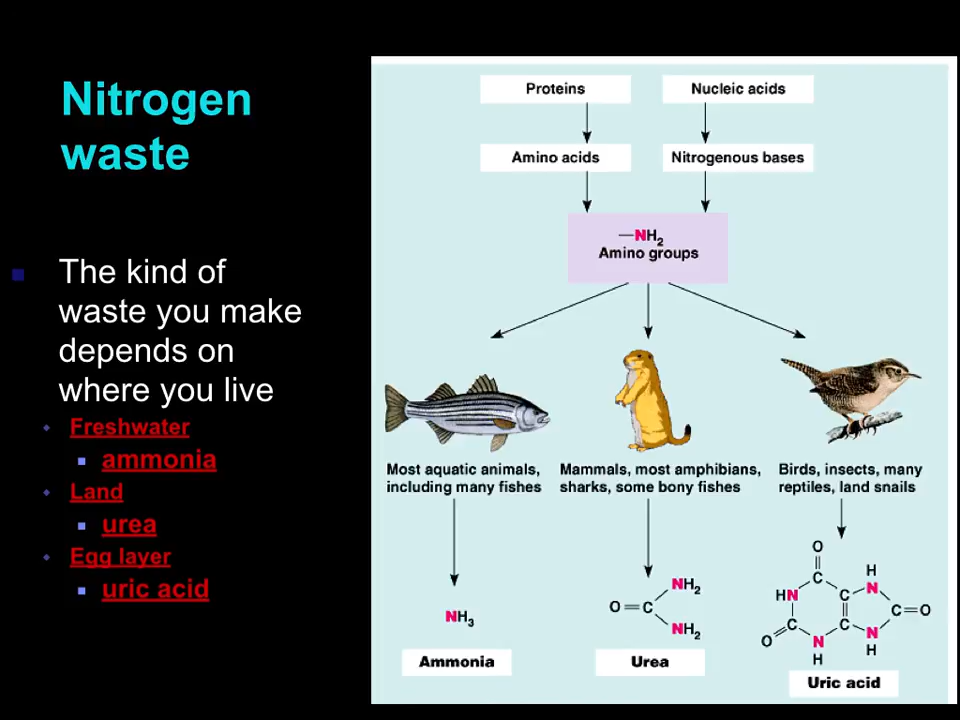 Nitrogen
waste
The kind of
waste you make
depends on
where you live
Freshwater
ammonia
Land
urea
Egg layer
uric acid
Proteins
Nucleic acids
Amino acids
Nitrogenous bases
—NH2
Amino groups
Most aquatic animals,
including many fishes
Mammals, most amphibians,
sharks, some bony fishes
Birds, insects, many
reptiles, land snails
NH3
O=C
NH2
NH2
O
C
HN
C
O
N
H
C
C
H
N
C=O
N
H
Ammonia
Urea
Uric acid